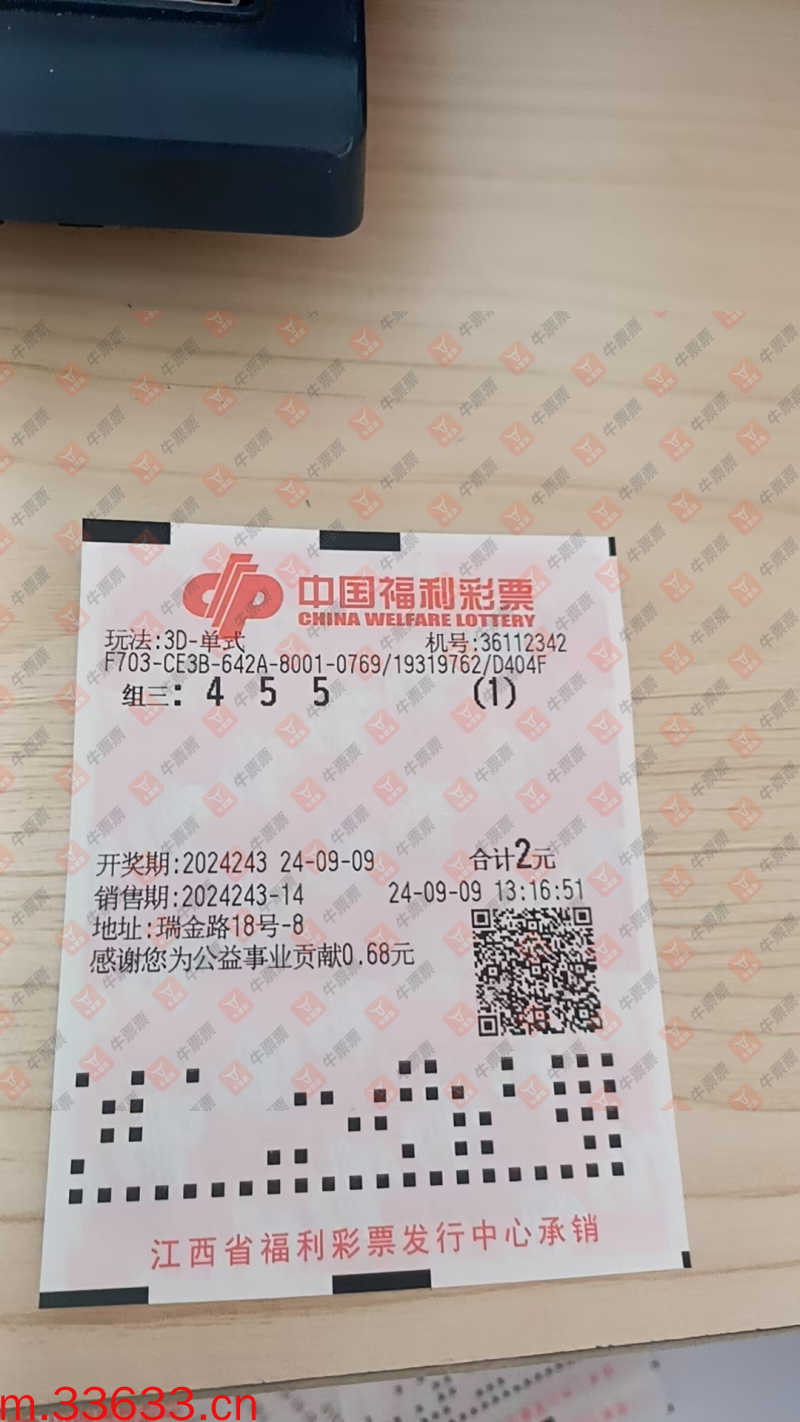 中国福利彩票
CHINA WELFARE LOTTERY
玩法:3D-单式 机号:36112342
F703-CE3B-642A-8001-0769/19319762/D404F
组三: 4 5 5 (1)
开奖期:2024243 24-09-09 合计2元
销售期:2024243-14 24-09-09 13:16:51
地址:瑞金路18号-8
感谢您为公益事业贡献0.68元
江西省福利彩票发行中心承销
牛票票
m.33633.cn